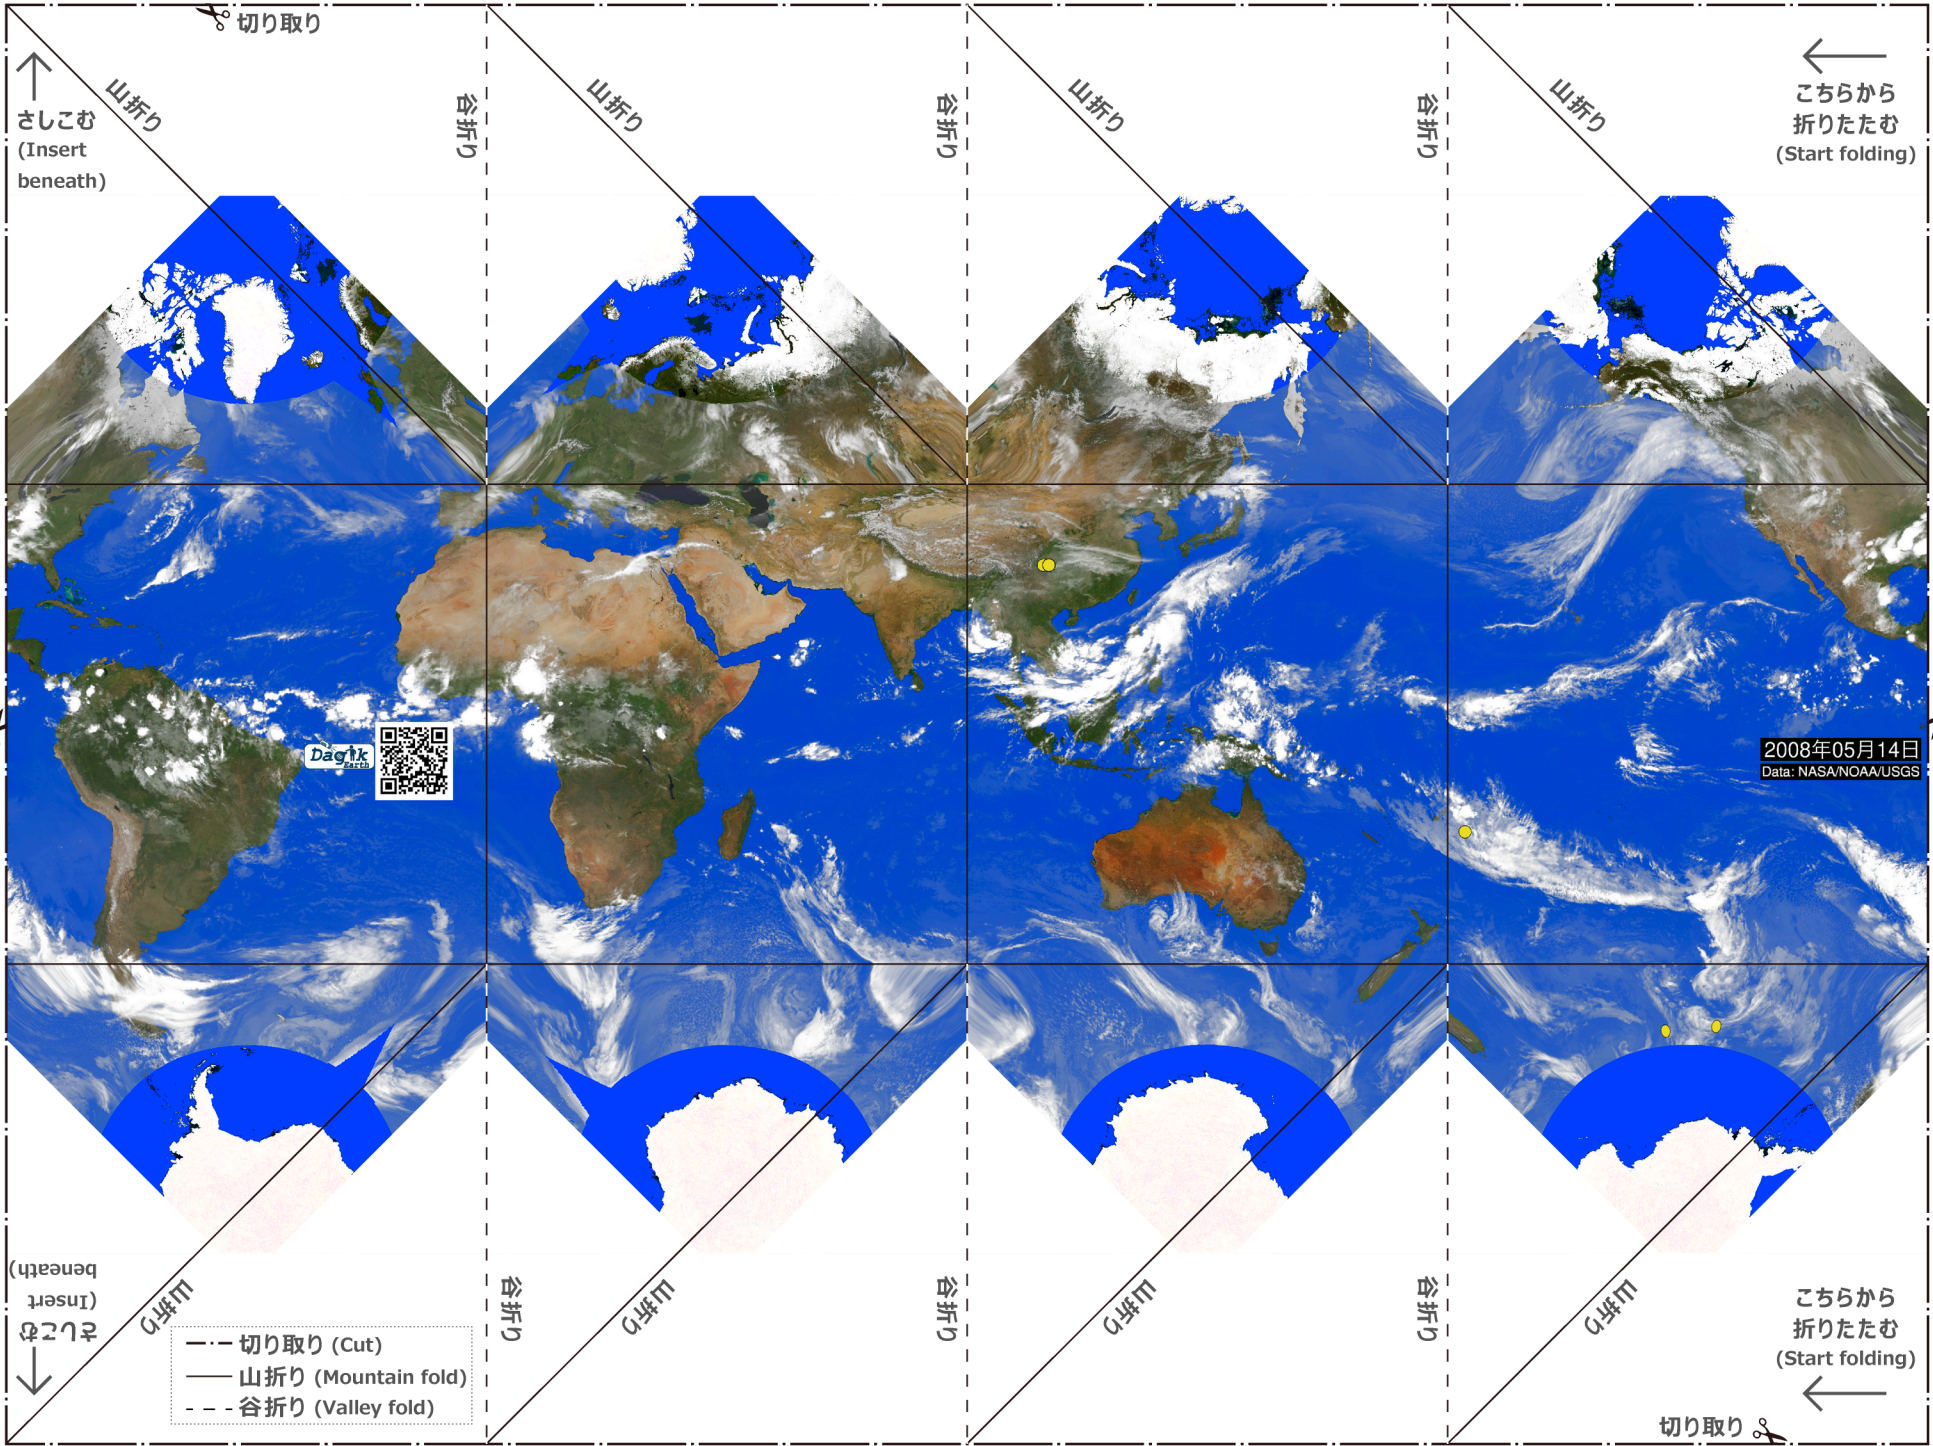 切り取り
さしこむ
(Insert
beneath)
山折り
谷折り
山折り
谷折り
山折り
谷折り
山折り
こちらから
折りたたむ
(Start folding)
Dagik
Earth
2008年05月14日
Data: NASA/NOAA/USGS
さしこむ
(Insert
beneath)
山折り
谷折り
山折り
谷折り
山折り
谷折り
山折り
こちらから
折りたたむ
(Start folding)
切り取り (Cut)
山折り (Mountain fold)
谷折り (Valley fold)
切り取り